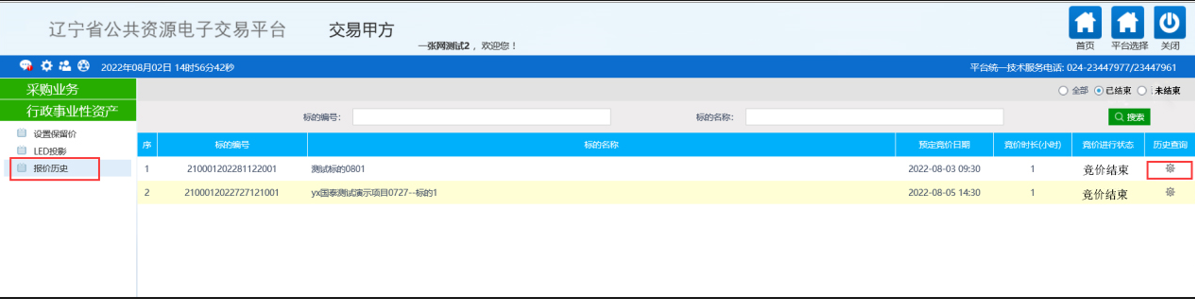 辽宁省公共资源电子交易平台 交易甲方
一张网测试2，欢迎您！
首页 平台选择 关闭
2022年08月02日 14时56分42秒 平台统一技术服务电话: 024-23447977/23447961
采购业务
全部 已结束 未结束
行政事业性资产
标的编号: 标的名称: 搜索
设置保留价
LED投影
报价历史
序 标的编号 标的名称 预定竞价日期 竞价时长(小时) 竞价进行状态 历史查询
1 210001202281122001 测试标的0801 2022-08-03 09:30 1 竞价结束
2 2100012022727121001 yx国泰测试演示项目0727--标的1 2022-08-05 14:30 1 竞价结束